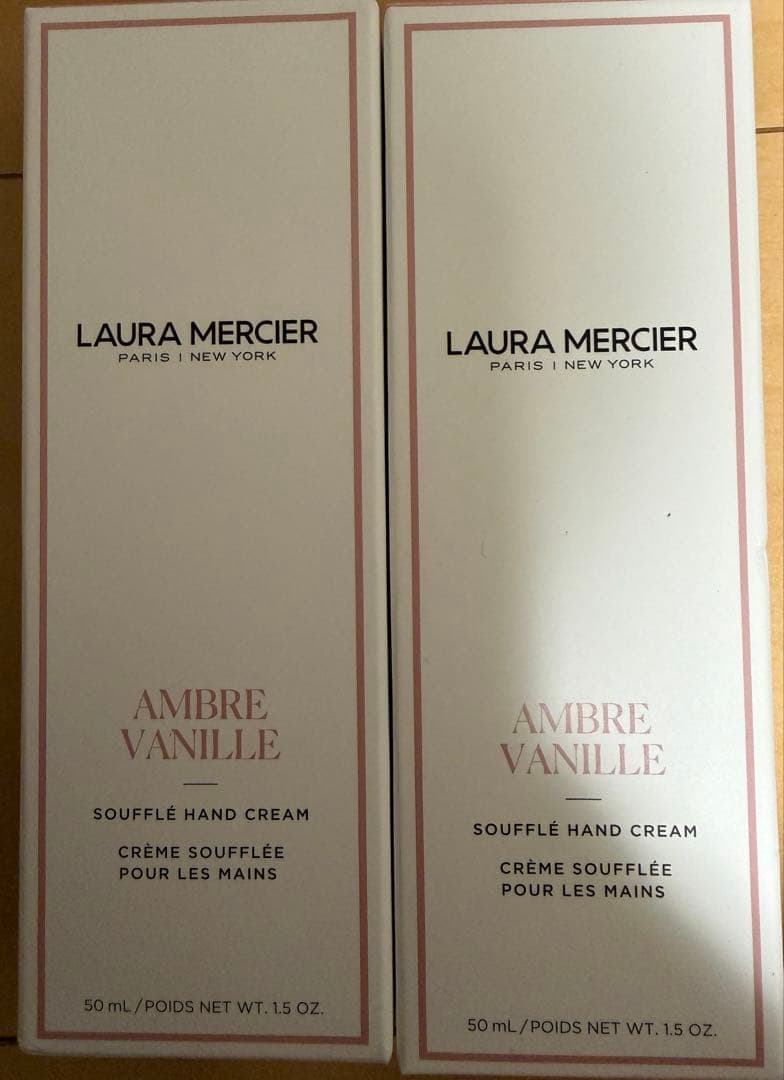 LAURA MERCIER
PARIS | NEW YORK
AMBRE
VANILLE
SOUFFLÉ HAND CREAM
CRÈME SOUFFLÉE
POUR LES MAINS
50 mL/POIDS NET WT. 1.5 OZ.
LAURA MERCIER
PARIS | NEW YORK
AMBRE
VANILLE
SOUFFLÉ HAND CREAM
CRÈME SOUFFLÉE
POUR LES MAINS
50 mL/POIDS NET WT. 1.5 OZ.